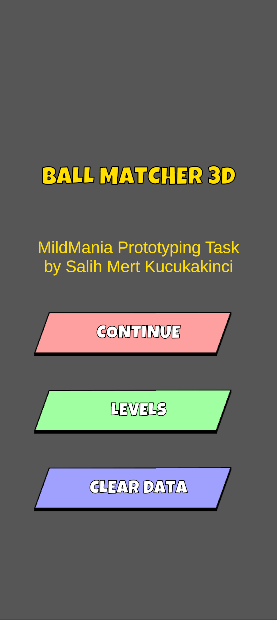 BALL MATCHER 3D
MildMania Prototyping Task
by Salih Mert Kucukakinci
CONTINUE
LEVELS
CLEAR DATA